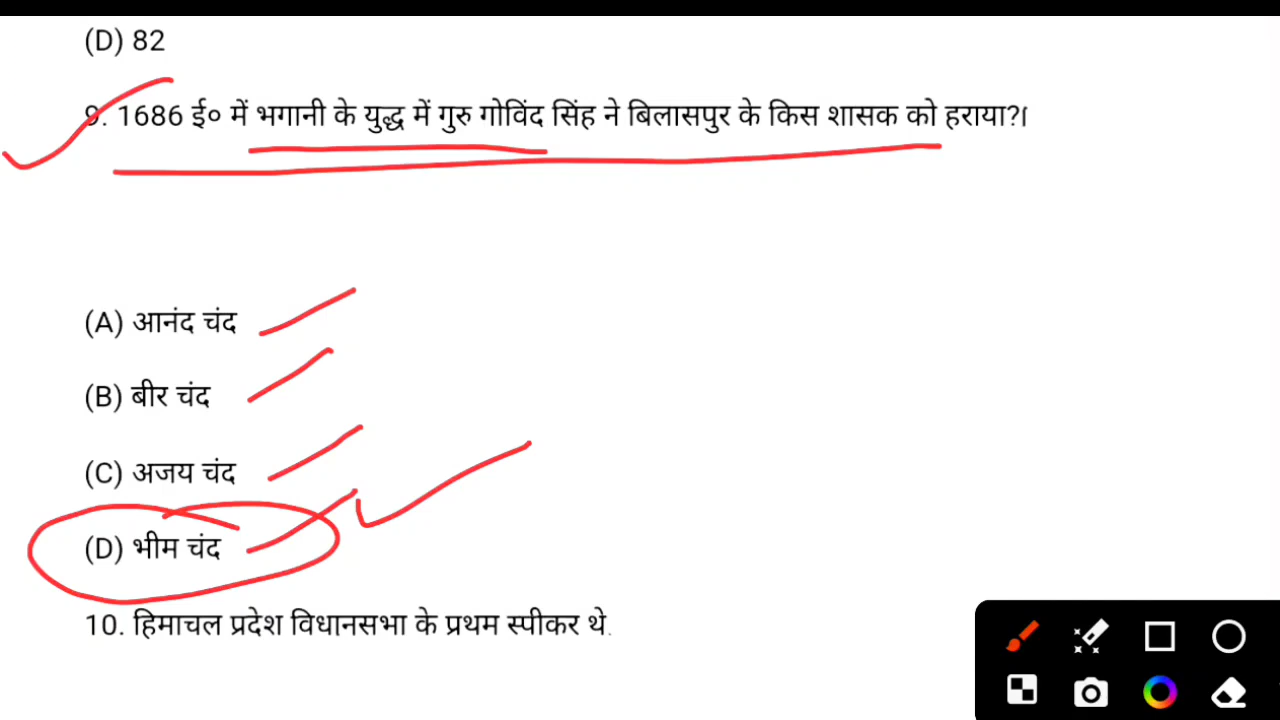 (D) 82
9. 1686 ई० में भगानी के युद्ध में गुरु गोविंद सिंह ने बिलासपुर के किस शासक को हराया?।
(A) आनंद चंद
(B) बीर चंद
(C) अजय चंद
(D) भीम चंद
10. हिमाचल प्रदेश विधानसभा के प्रथम स्पीकर थे.